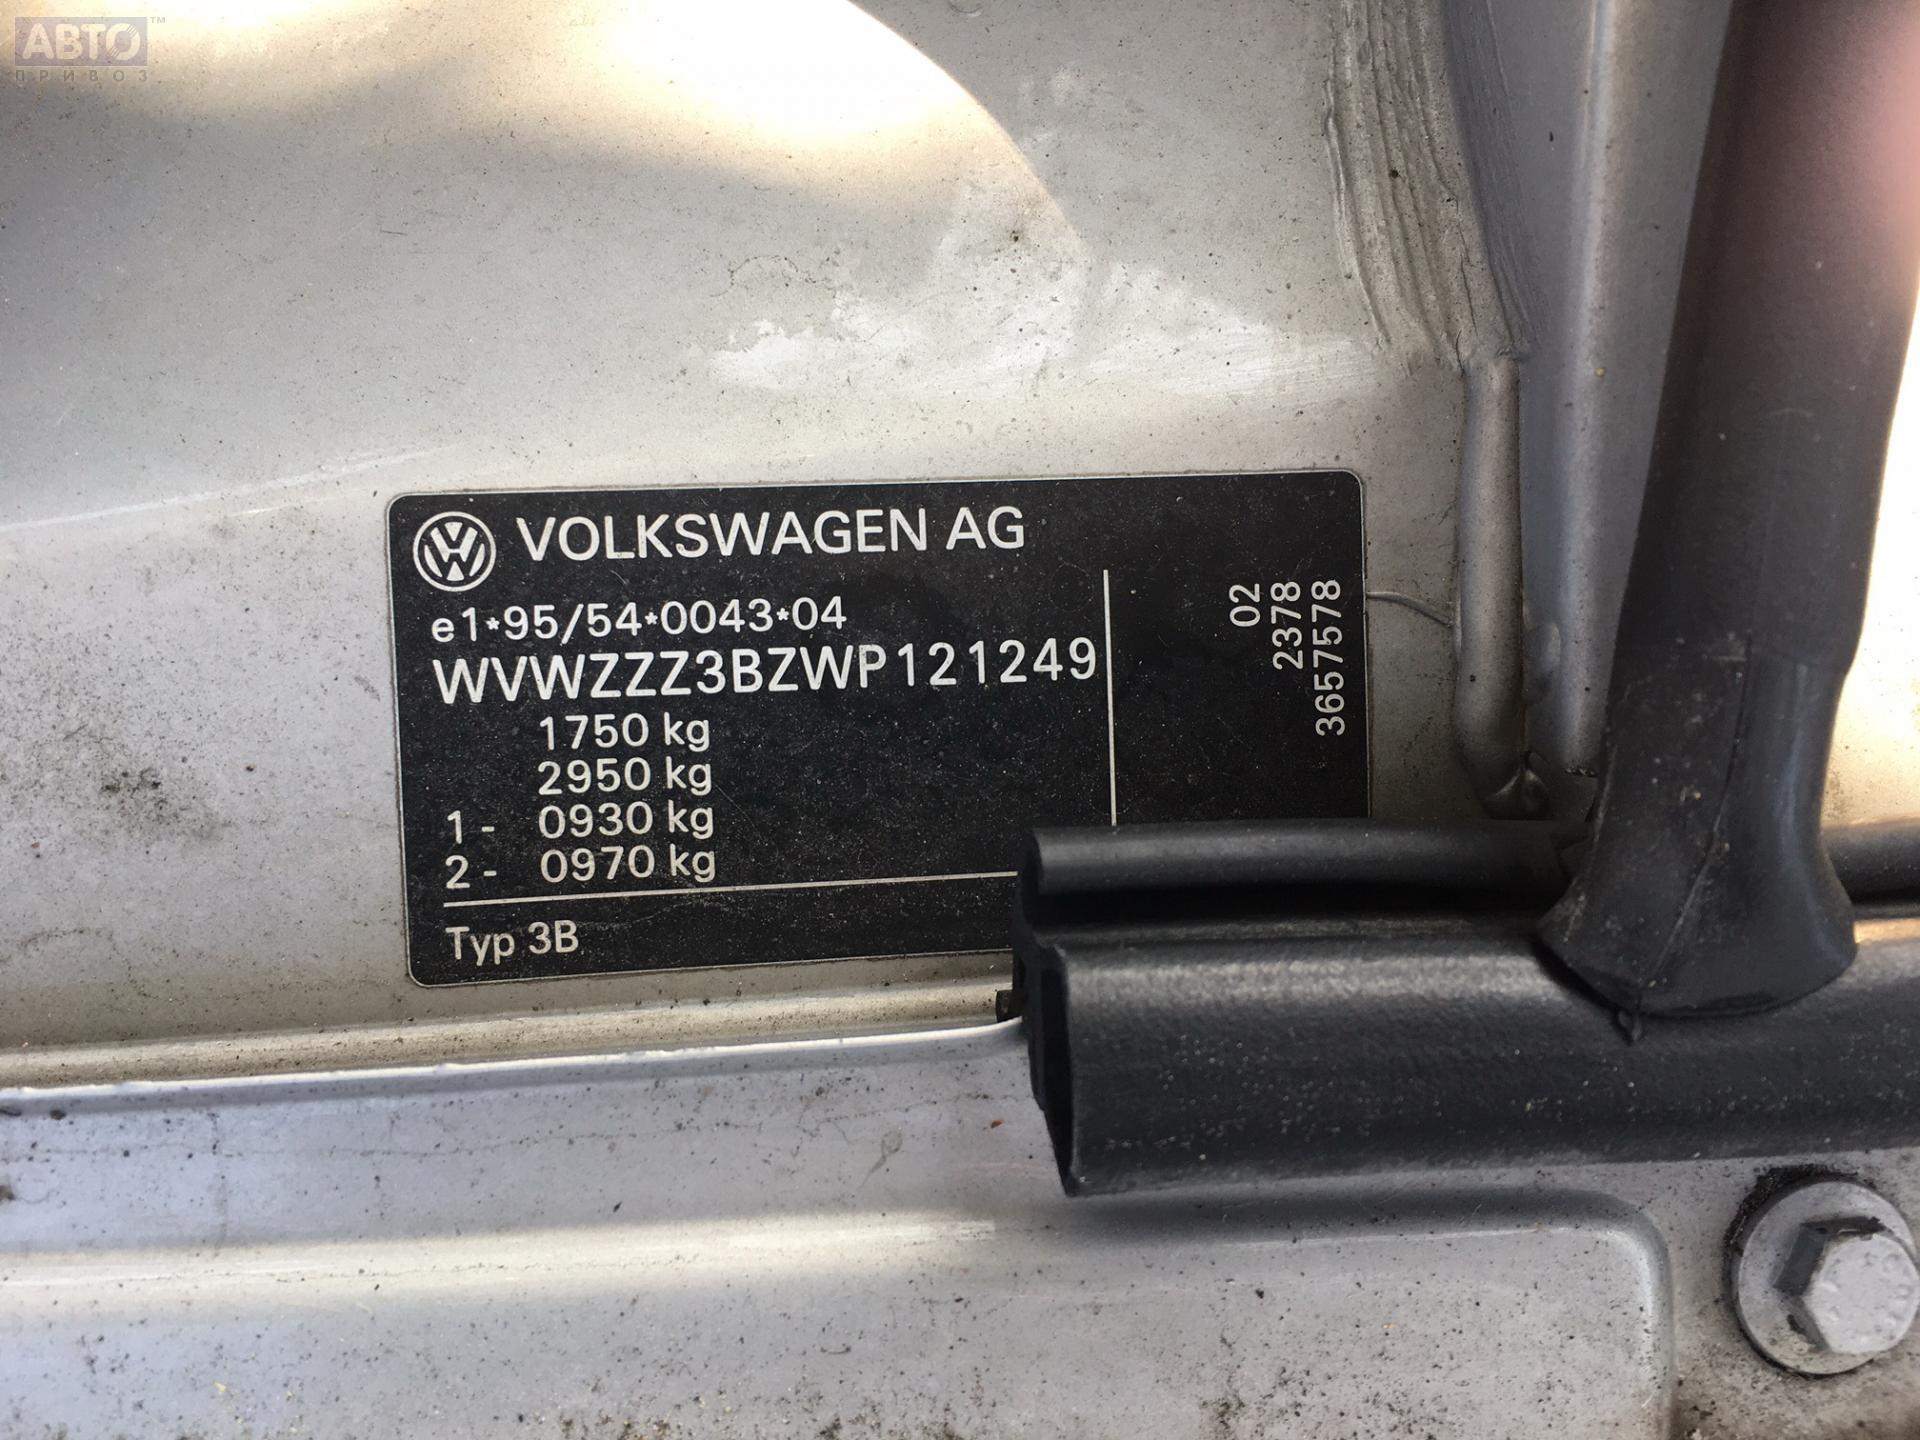 АВТО™
ПРИВОЗ
VOLKSWAGEN AG
e1*95/54*0043*04
WVWZZZ3BZWP121249
1750 kg
2950 kg
1- 0930 kg
2- 0970 kg
Typ 3B
02
2378
3657578